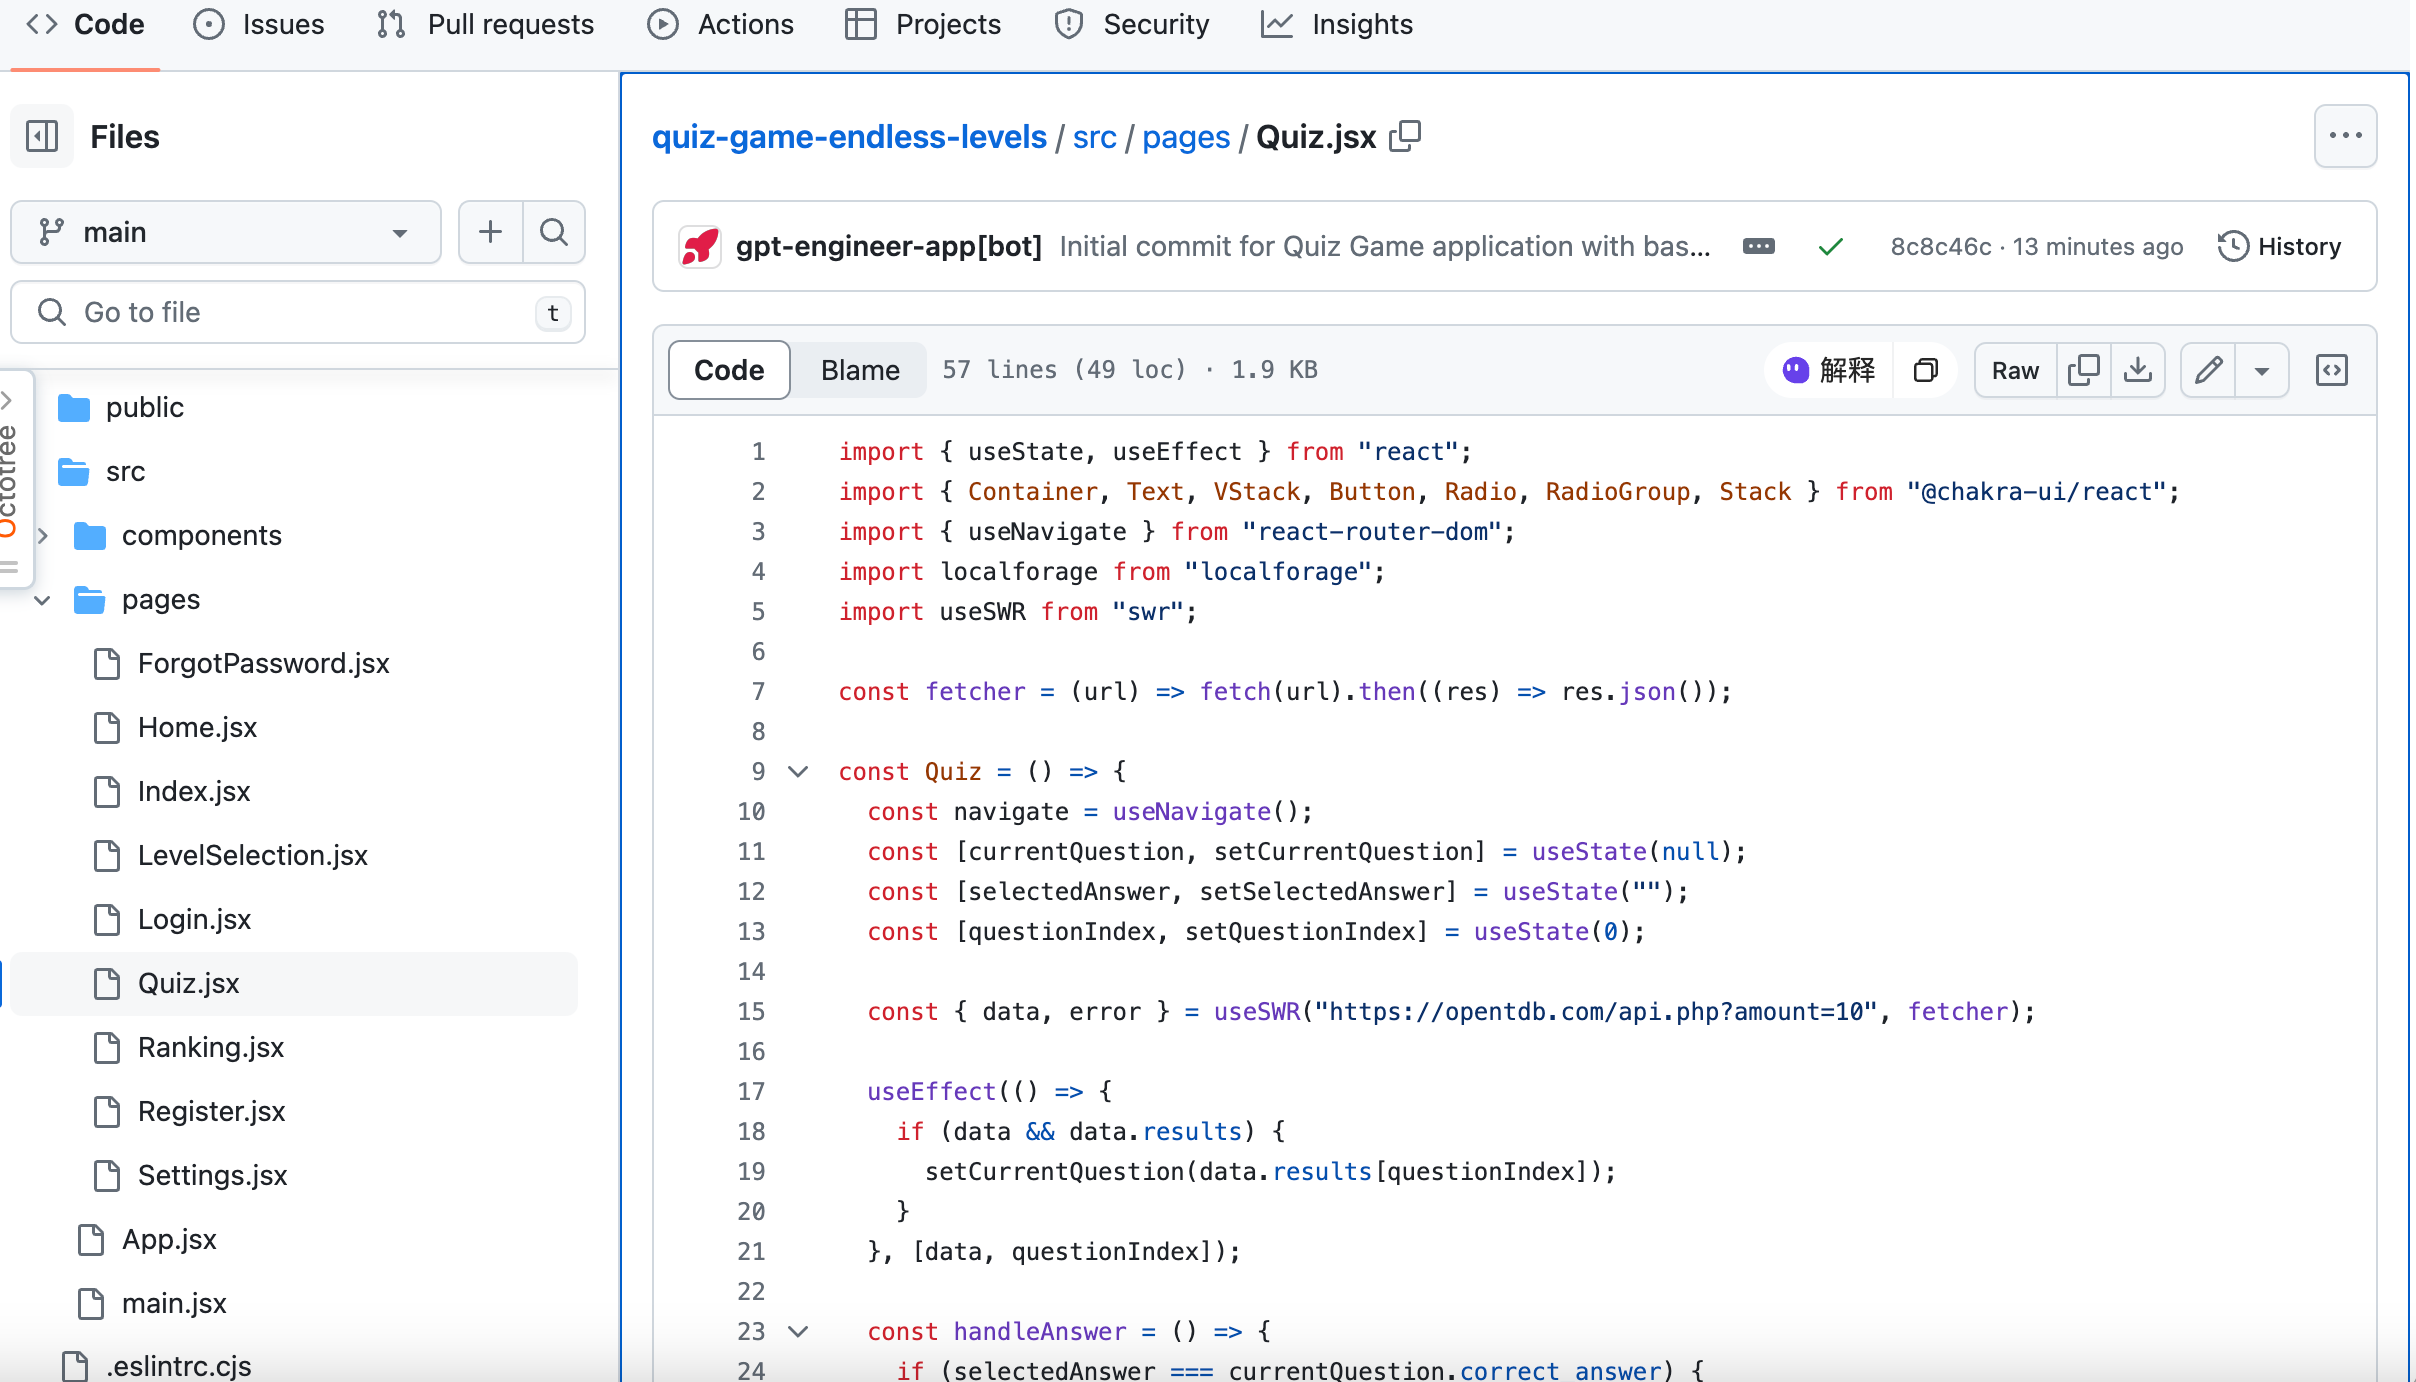 Code Issues Pull requests Actions Projects Security Insights
Files
main
Go to file t
Octotree
public
src
components
pages
ForgotPassword.jsx
Home.jsx
Index.jsx
LevelSelection.jsx
Login.jsx
Quiz.jsx
Ranking.jsx
Register.jsx
Settings.jsx
App.jsx
main.jsx
.eslintrc.cjs
quiz-game-endless-levels / src / pages / Quiz.jsx
gpt-engineer-app[bot] Initial commit for Quiz Game application with bas... 8c8c46c · 13 minutes ago History
Code Blame 57 lines (49 loc) · 1.9 KB 解释 Raw
1 import { useState, useEffect } from "react";
2 import { Container, Text, VStack, Button, Radio, RadioGroup, Stack } from "@chakra-ui/react";
3 import { useNavigate } from "react-router-dom";
4 import localforage from "localforage";
5 import useSWR from "swr";
6
7 const fetcher = (url) => fetch(url).then((res) => res.json());
8
9 const Quiz = () => {
10 const navigate = useNavigate();
11 const [currentQuestion, setCurrentQuestion] = useState(null);
12 const [selectedAnswer, setSelectedAnswer] = useState("");
13 const [questionIndex, setQuestionIndex] = useState(0);
14
15 const { data, error } = useSWR("https://opentdb.com/api.php?amount=10", fetcher);
16
17 useEffect(() => {
18 if (data && data.results) {
19 setCurrentQuestion(data.results[questionIndex]);
20 }
21 }, [data, questionIndex]);
22
23 const handleAnswer = () => {
24 if (selectedAnswer === currentQuestion.correct_answer) {